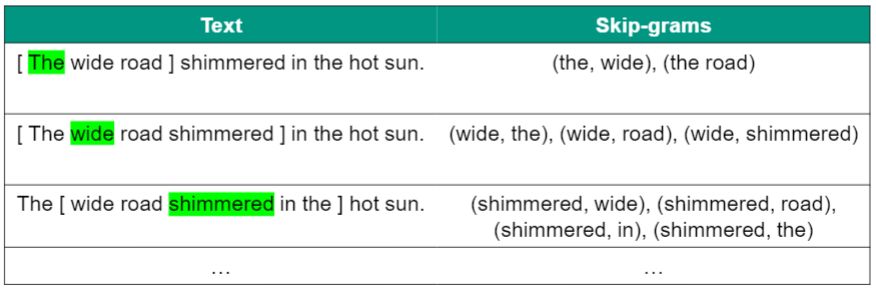 Text Skip-grams
[ The wide road ] shimmered in the hot sun. (the, wide), (the road)
[ The wide road shimmered ] in the hot sun. (wide, the), (wide, road), (wide, shimmered)
The [ wide road shimmered in the ] hot sun. (shimmered, wide), (shimmered, road),
(shimmered, in), (shimmered, the)
... ...